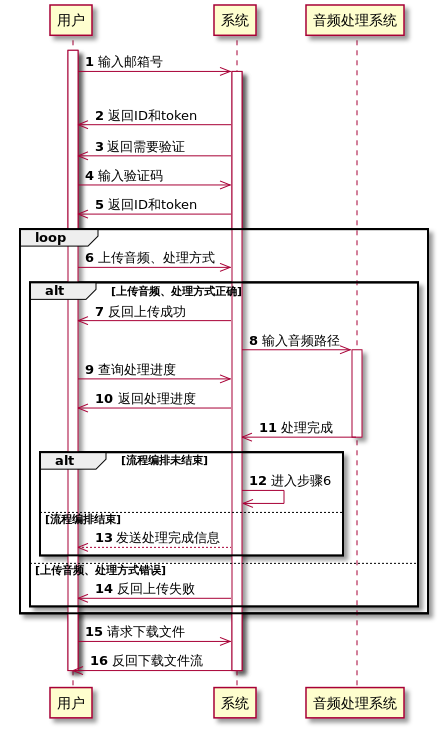 用户 系统 音频处理系统
1 输入邮箱号
2 返回ID和token
3 返回需要验证
4 输入验证码
5 返回ID和token
loop
6 上传音频、处理方式
alt [上传音频、处理方式正确]
7 反回上传成功
8 输入音频路径
9 查询处理进度
10 返回处理进度
11 处理完成
alt [流程编排未结束]
12 进入步骤6
[流程编排结束]
13 发送处理完成信息
[上传音频、处理方式错误]
14 反回上传失败
15 请求下载文件
16 反回下载文件流
用户 系统 音频处理系统